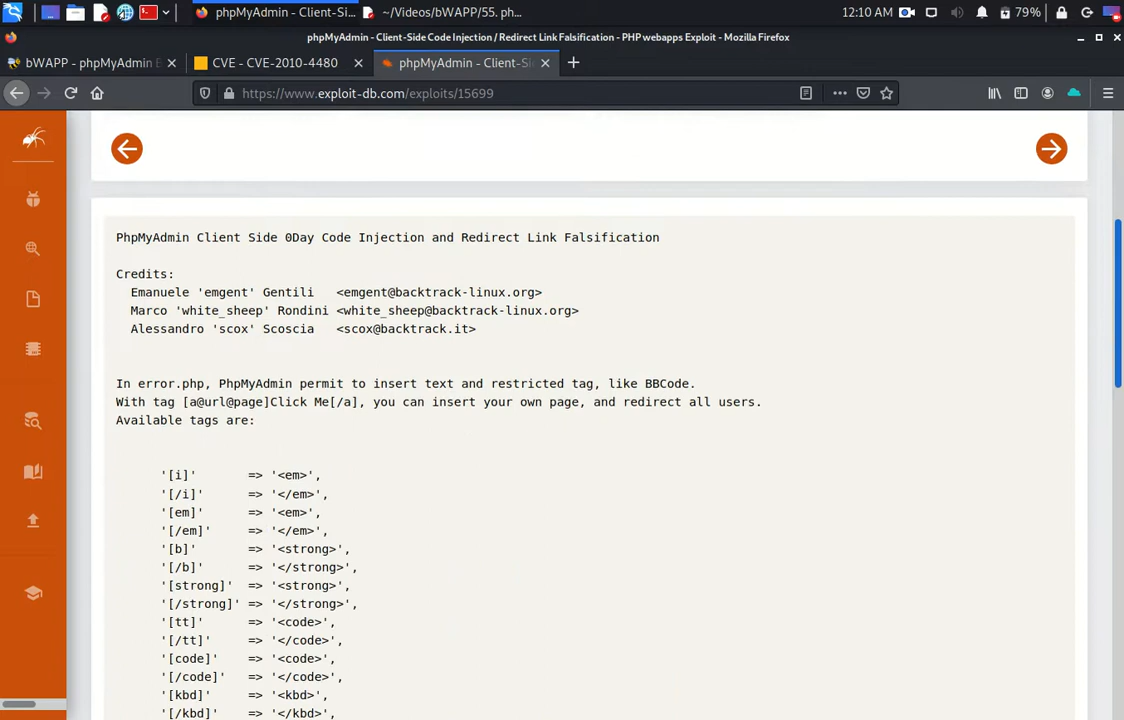 phpMyAdmin - Client-Si...
~/Videos/bWAPP/55. ph...
12:10 AM
79%
phpMyAdmin - Client-Side Code Injection / Redirect Link Falsification - PHP webapps Exploit - Mozilla Firefox
bWAPP - phpMyAdmin E
CVE - CVE-2010-4480
phpMyAdmin - Client-Si
https://www.exploit-db.com/exploits/15699
PhpMyAdmin Client Side 0Day Code Injection and Redirect Link Falsification
Credits:
Emanuele 'emgent' Gentili <emgent@backtrack-linux.org>
Marco 'white_sheep' Rondini <white_sheep@backtrack-linux.org>
Alessandro 'scox' Scoscia <scox@backtrack.it>
In error.php, PhpMyAdmin permit to insert text and restricted tag, like BBCode.
With tag [a@url@page]Click Me[/a], you can insert your own page, and redirect all users.
Available tags are:
'[i]' => '<em>',
'[/i]' => '</em>',
'[em]' => '<em>',
'[/em]' => '</em>',
'[b]' => '<strong>',
'[/b]' => '</strong>',
'[strong]' => '<strong>',
'[/strong]' => '</strong>',
'[tt]' => '<code>',
'[/tt]' => '</code>',
'[code]' => '<code>',
'[/code]' => '</code>',
'[kbd]' => '<kbd>',
'[/kbd]' => '</kbd>',